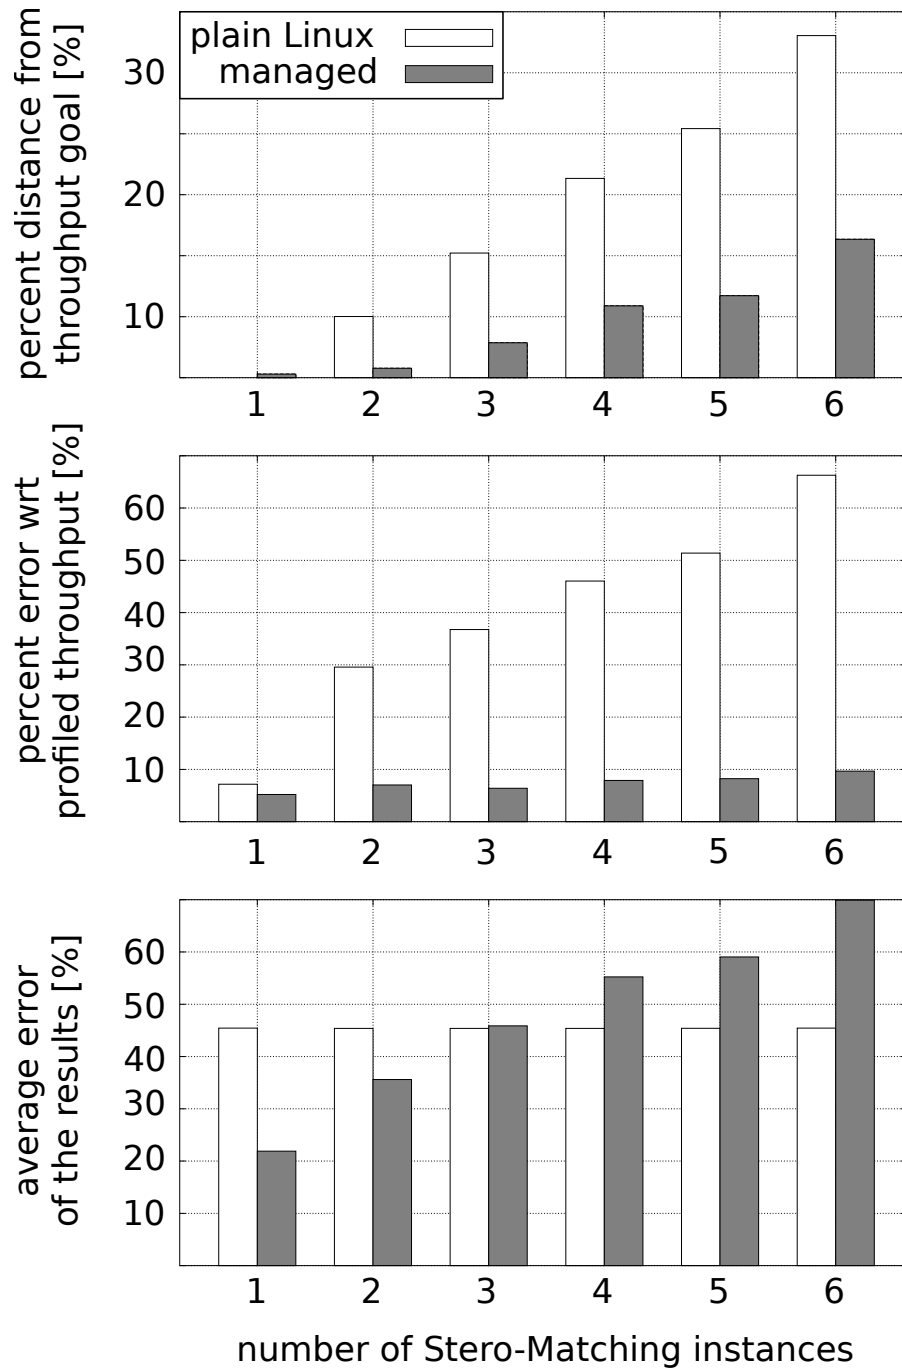 percent distance from
throughput goal [%]
plain Linux
managed
30
20
10
1 2 3 4 5 6
percent error wrt
profiled throughput [%]
60
50
40
30
20
10
1 2 3 4 5 6
average error
of the results [%]
60
50
40
30
20
10
1 2 3 4 5 6
number of Stero-Matching instances